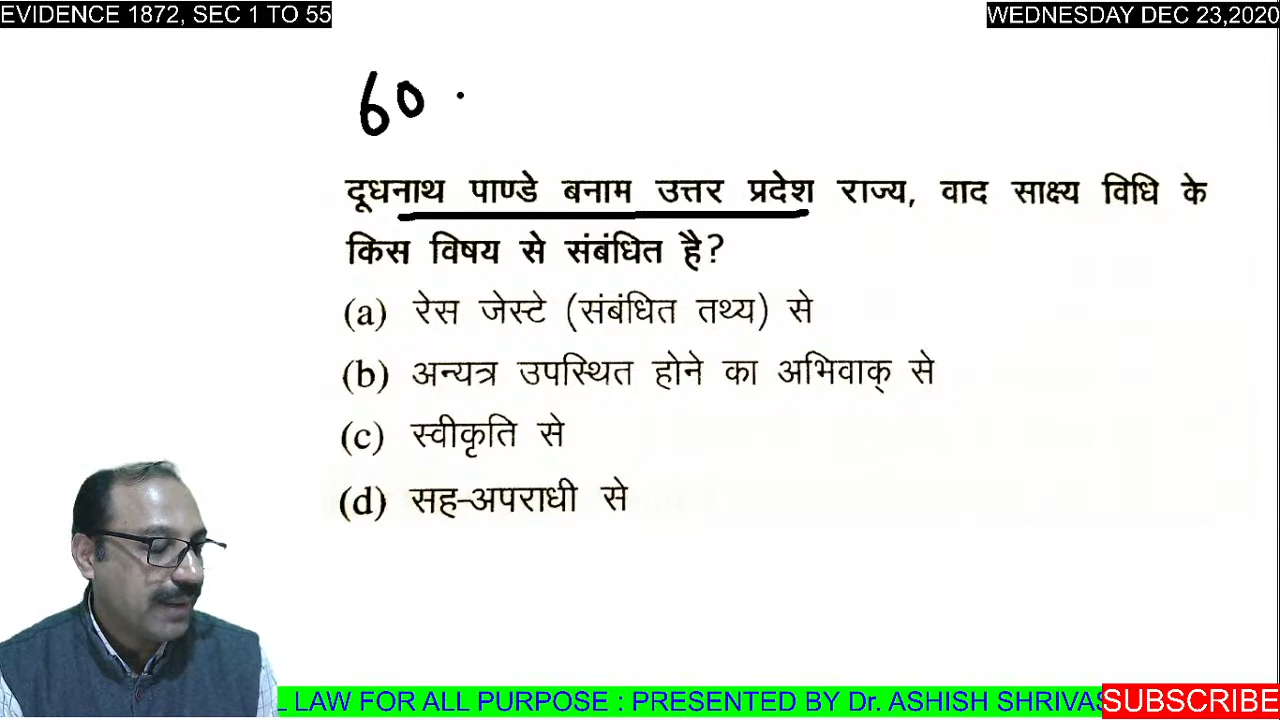 EVIDENCE 1872, SEC 1 TO 55
WEDNESDAY DEC 23,2020
60 .
दूधनाथ पाण्डे बनाम उत्तर प्रदेश राज्य, वाद साक्ष्य विधि के
किस विषय से संबंधित है?
(a) रेस जेस्टे (संबंधित तथ्य) से
(b) अन्यत्र उपस्थित होने का अभिवाक् से
(c) स्वीकृति से
(d) सह-अपराधी से
LAW FOR ALL PURPOSE : PRESENTED BY Dr. ASHISH SHRIVAS
SUBSCRIBE